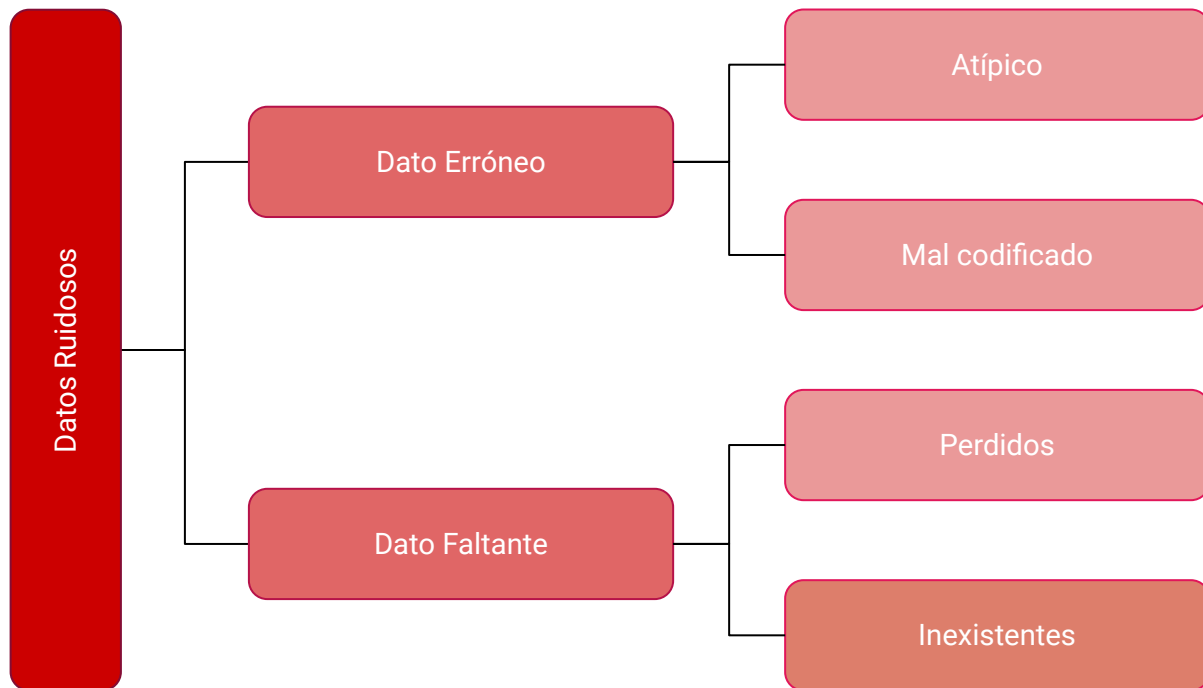 Datos Ruidosos
Dato Erróneo
Atípico
Mal codificado
Dato Faltante
Perdidos
Inexistentes